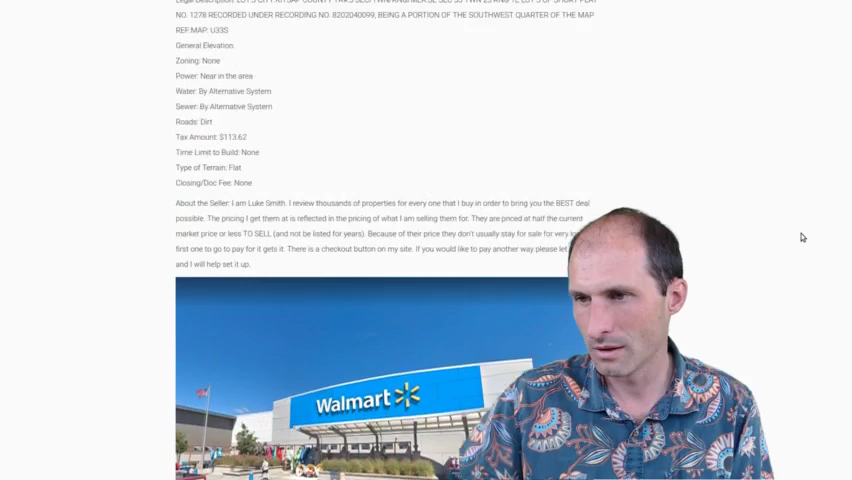 Legal Description: LOT
NO. 1278 RECORDED UNDER RECORDING NO. 8202040099, BEING A PORTION OF THE SOUTHWEST QUARTER OF THE MAP
REF:MAP: U33S
General Elevation:
Zoning: None
Power: Near in the area
Water: By Alternative System
Sewer: By Alternative System
Roads: Dirt
Tax Amount: $113.62
Time Limit to Build: None
Type of Terrain: Flat
Closing/Doc Fee: None
About the Seller: I am Luke Smith. I review thousands of properties for every one that I buy in order to bring you the BEST deal
possible. The pricing I get them at is reflected in the pricing of what I am selling them for. They are priced at half the current
market price or less TO SELL (and not be listed for years). Because of their price they don't usually stay for sale for very
first one to go to pay for it gets it. There is a checkout button on my site. If you would like to pay another way please let
and I will help set it up.
Walmart